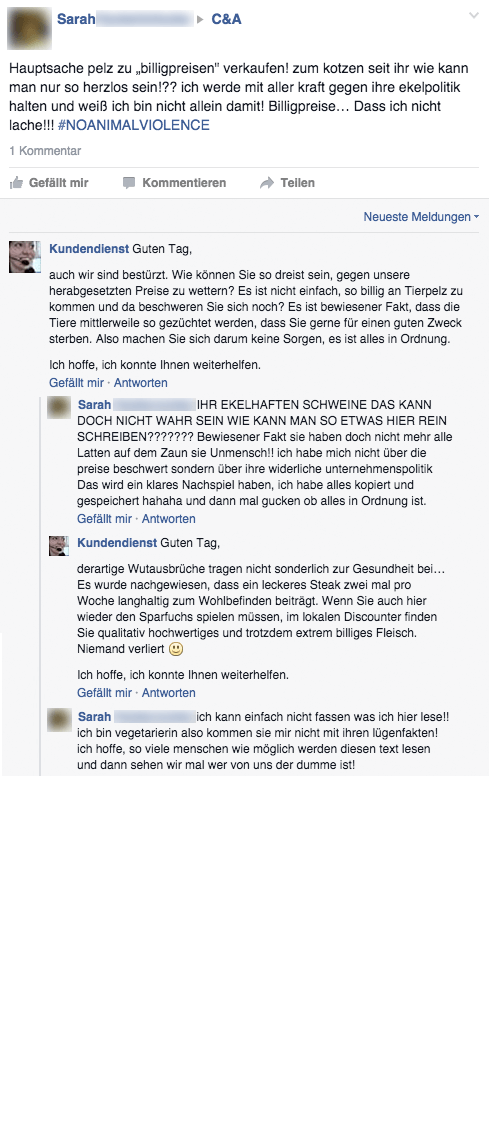 Sarah ▸ C&A
Hauptsache pelz zu „billigpreisen" verkaufen! zum kotzen seit ihr wie kann
man nur so herzlos sein!?? ich werde mit aller kraft gegen ihre ekelpolitik
halten und weiß ich bin nicht allein damit! Billigpreise… Dass ich nicht
lache!!! #NOANIMALVIOLENCE
1 Kommentar
Gefällt mir Kommentieren Teilen
Neueste Meldungen
Kundendienst Guten Tag,
auch wir sind bestürzt. Wie können Sie so dreist sein, gegen unsere
herabgesetzten Preise zu wettern? Es ist nicht einfach, so billig an Tierpelz zu
kommen und da beschweren Sie sich noch? Es ist bewiesener Fakt, dass die
Tiere mittlerweile so gezüchtet werden, dass Sie gerne für einen guten Zweck
sterben. Also machen Sie sich darum keine Sorgen, es ist alles in Ordnung.
Ich hoffe, ich konnte Ihnen weiterhelfen.
Gefällt mir · Antworten
Sarah IHR EKELHAFTEN SCHWEINE DAS KANN
DOCH NICHT WAHR SEIN WIE KANN MAN SO ETWAS HIER REIN
SCHREIBEN??????? Bewiesener Fakt sie haben doch nicht mehr alle
Latten auf dem Zaun sie Unmensch!! ich habe mich nicht über die
preise beschwert sondern über ihre widerliche unternehmenspolitik
Das wird ein klares Nachspiel haben, ich habe alles kopiert und
gespeichert hahaha und dann mal gucken ob alles in Ordnung ist.
Gefällt mir · Antworten
Kundendienst Guten Tag,
derartige Wutausbrüche tragen nicht sonderlich zur Gesundheit bei…
Es wurde nachgewiesen, dass ein leckeres Steak zwei mal pro
Woche langhaltig zum Wohlbefinden beiträgt. Wenn Sie auch hier
wieder den Sparfuchs spielen müssen, im lokalen Discounter finden
Sie qualitativ hochwertiges und trotzdem extrem billiges Fleisch.
Niemand verliert 🙂
Ich hoffe, ich konnte Ihnen weiterhelfen.
Gefällt mir · Antworten
Sarah ich kann einfach nicht fassen was ich hier lese!!
ich bin vegetarierin also kommen sie mir nicht mit ihren lügenfakten!
ich hoffe, so viele menschen wie möglich werden diesen text lesen
und dann sehen wir mal wer von uns der dumme ist!